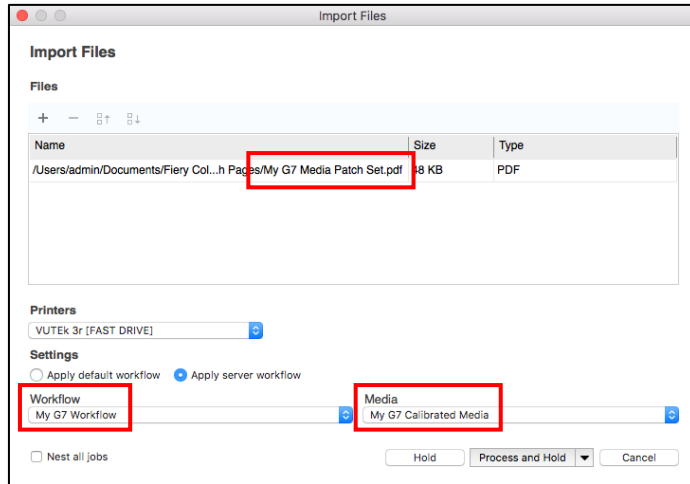 Import Files
Import Files
Files
Name Size Type
/Users/admin/Documents/Fiery Col...h Pages/My G7 Media Patch Set.pdf 48 KB PDF
Printers
VUTEk 3r [FAST DRIVE]
Settings
Apply default workflow Apply server workflow
Workflow Media
My G7 Workflow My G7 Calibrated Media
Nest all jobs Hold Process and Hold Cancel